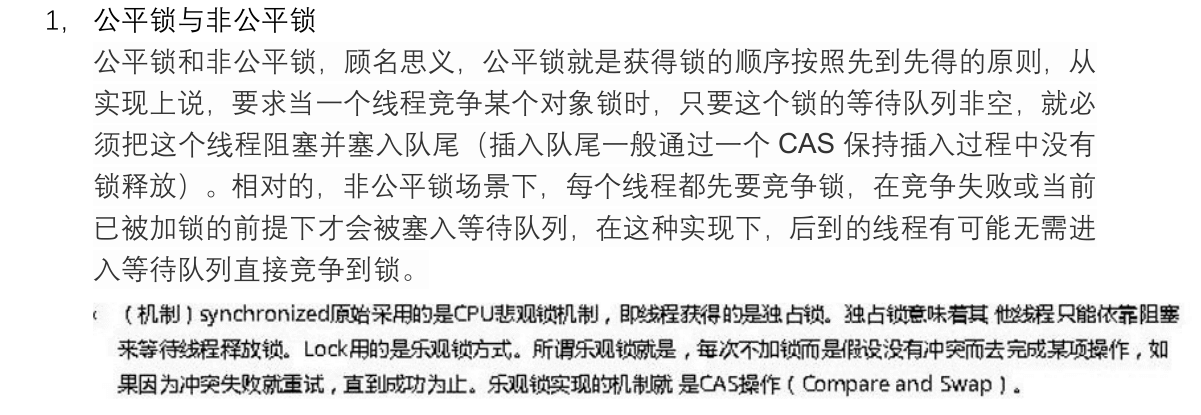 1， 公平锁与非公平锁
公平锁和非公平锁，顾名思义，公平锁就是获得锁的顺序按照先到先得的原则，从
实现上说，要求当一个线程竞争某个对象锁时，只要这个锁的等待队列非空，就必
须把这个线程阻塞并塞入队尾（插入队尾一般通过一个 CAS 保持插入过程中没有
锁释放）。相对的，非公平锁场景下，每个线程都先要竞争锁，在竞争失败或当前
已被加锁的前提下才会被塞入等待队列，在这种实现下，后到的线程有可能无需进
入等待队列直接竞争到锁。
（机制）synchronized原始采用的是CPU悲观锁机制，即线程获得的是独占锁。独占锁意味着其 他线程只能依靠阻塞
来等待线程释放锁。Lock用的是乐观锁方式。所谓乐观锁就是，每次不加锁而是假设没有冲突而去完成某项操作，如
果因为冲突失败就重试，直到成功为止。乐观锁实现的机制就 是CAS操作（Compare and Swap）。